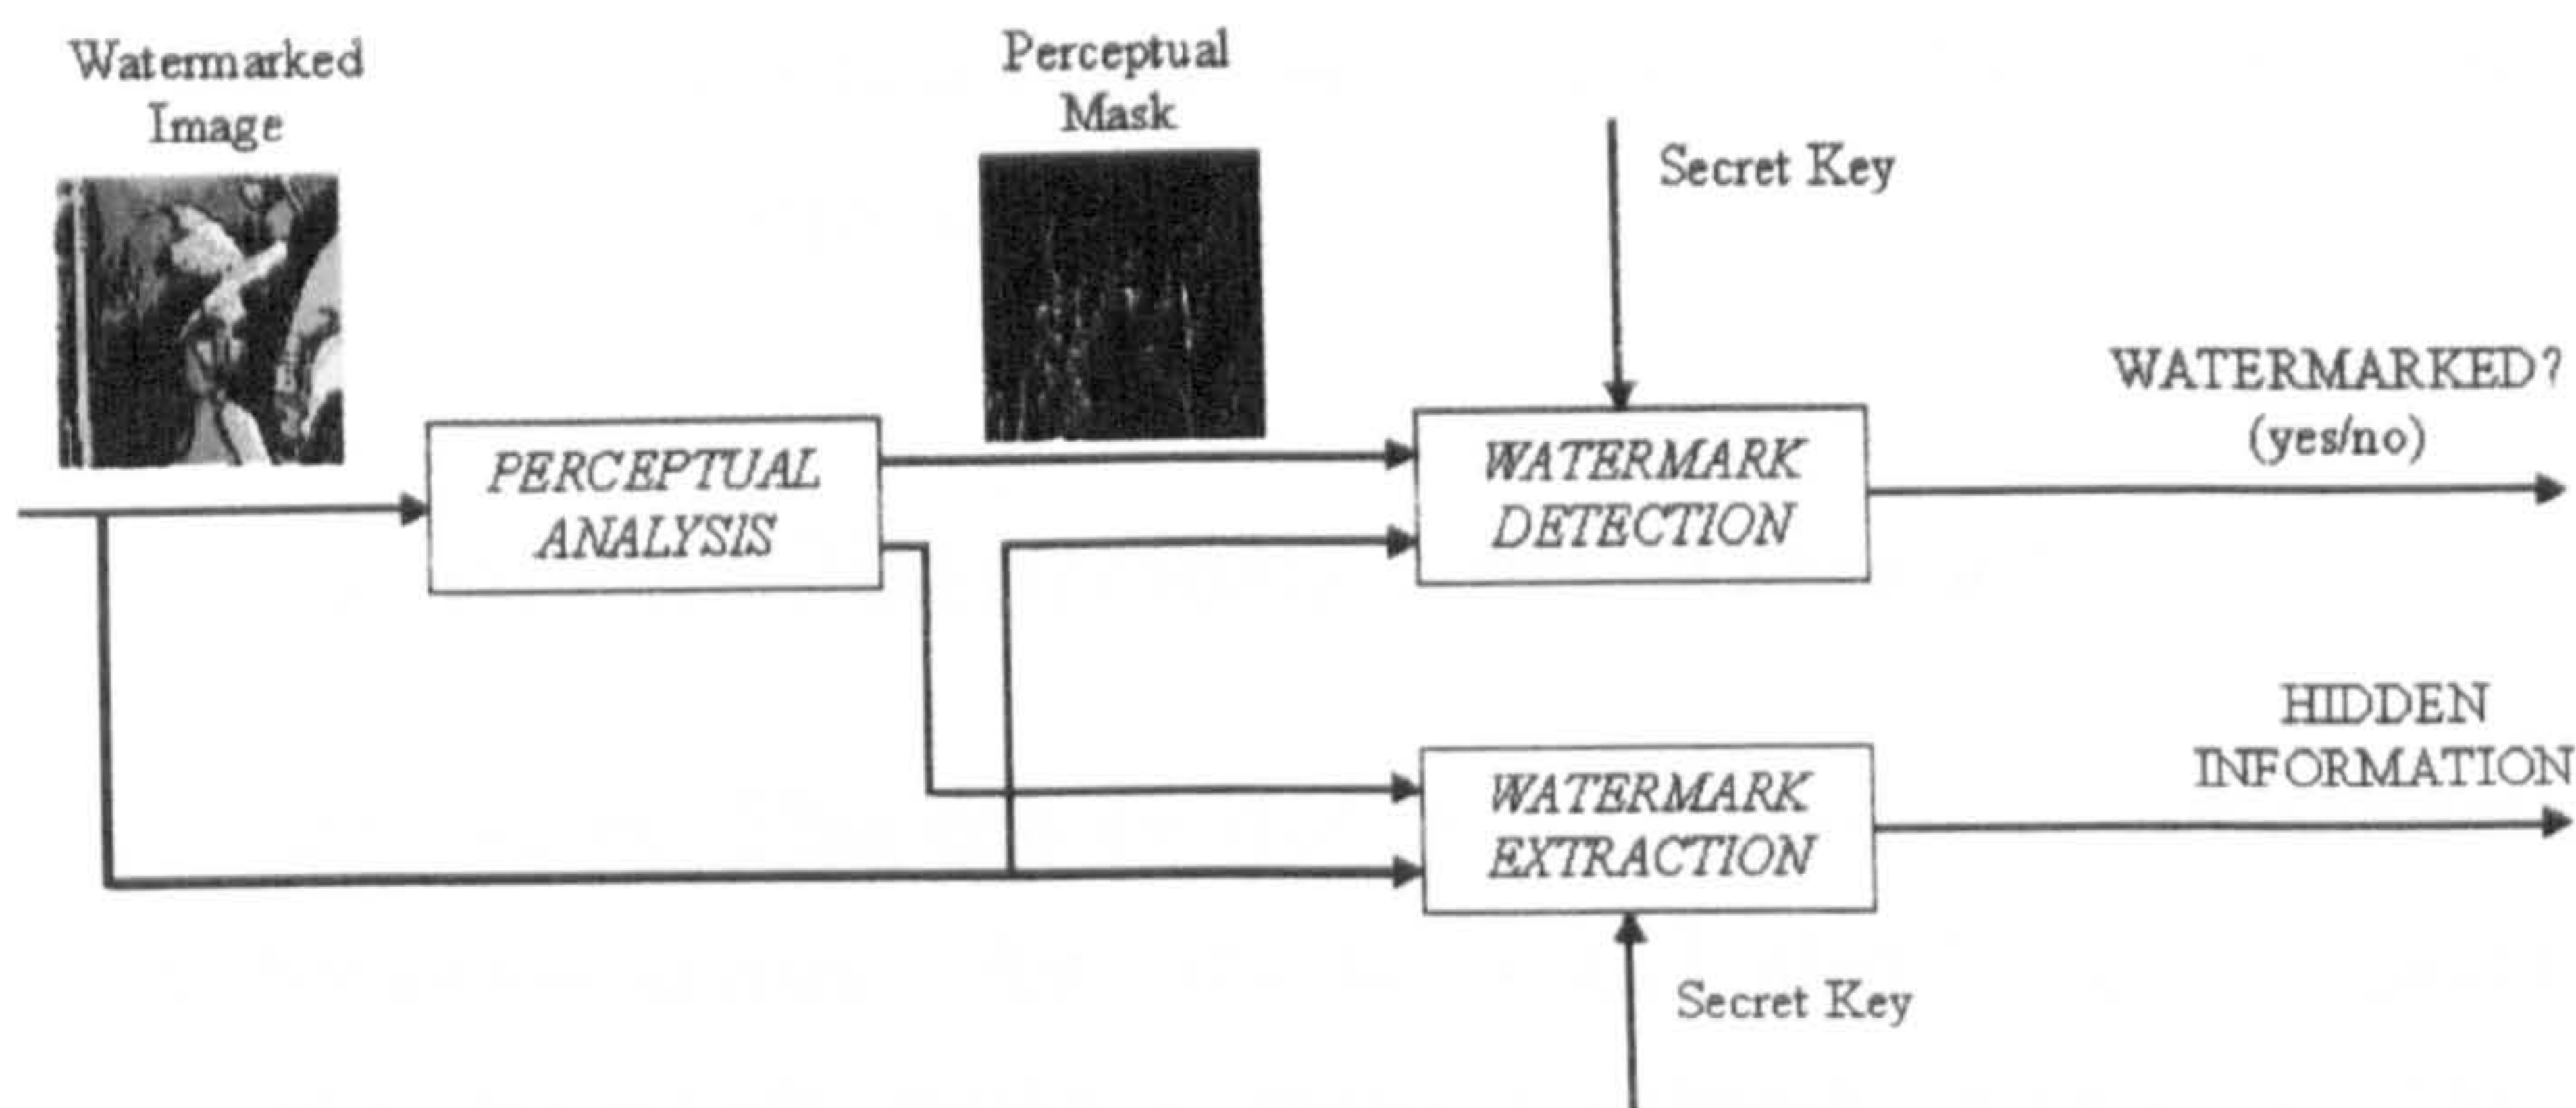 Watermarked
Image
Perceptual
Mask
Secret Key
WATERMARKED?
(yes/no)
PERCEPTUAL
ANALYSIS
WATERMARK
DETECTION
HIDDEN
INFORMATION
WATERMARK
EXTRACTION
Secret Key